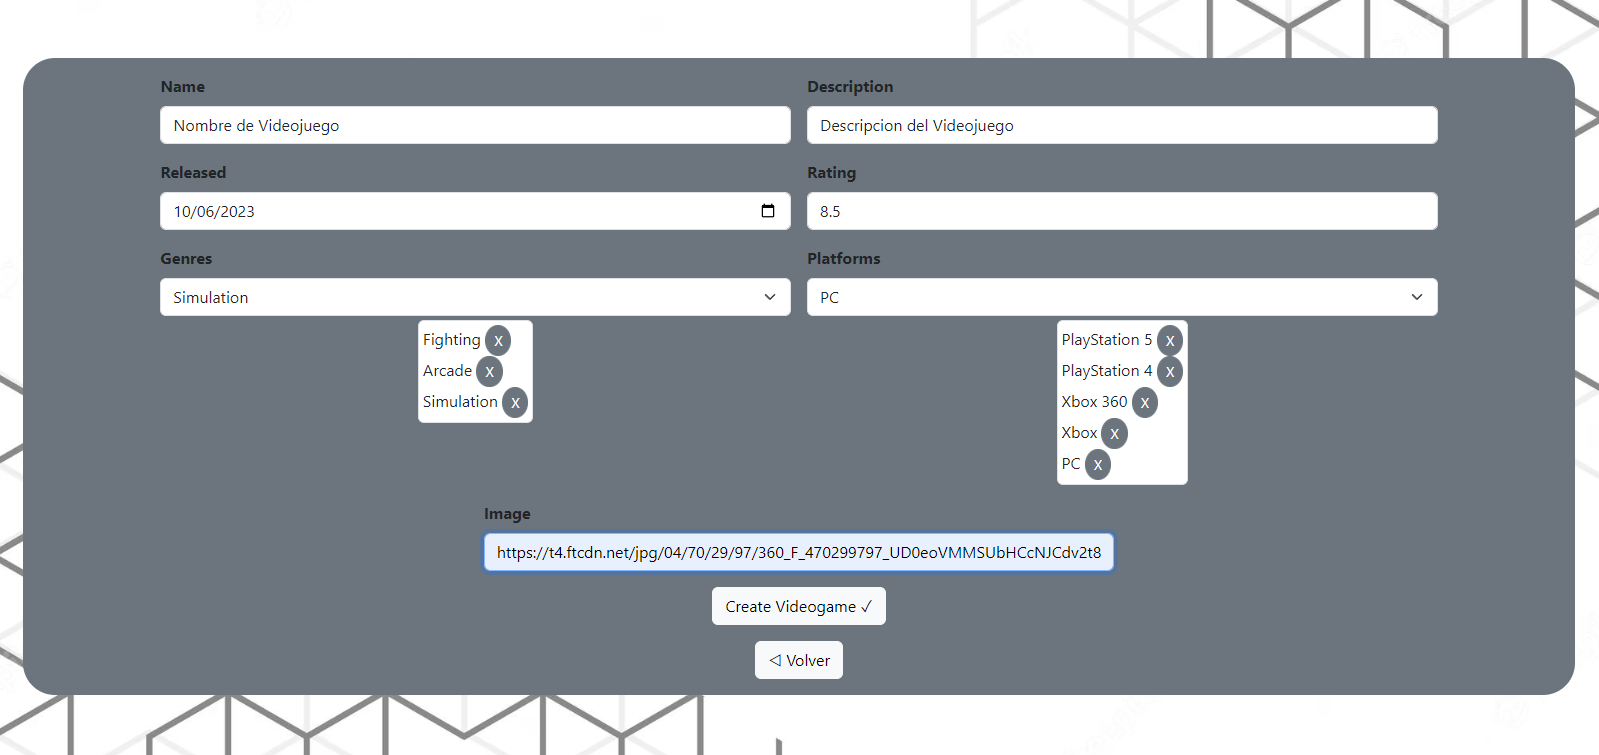 Name
Description
Nombre de Videojuego
Descripcion del Videojuego
Released
Rating
10/06/2023
8.5
Genres
Platforms
Simulation
PC
Fighting X
Arcade X
Simulation X
PlayStation 5 X
PlayStation 4 X
Xbox 360 X
Xbox X
PC X
Image
https://t4.ftcdn.net/jpg/04/70/29/97/360_F_470299797_UD0eoVMMSUbHCcNJCdv2t8
Create Videogame ✓
◁ Volver